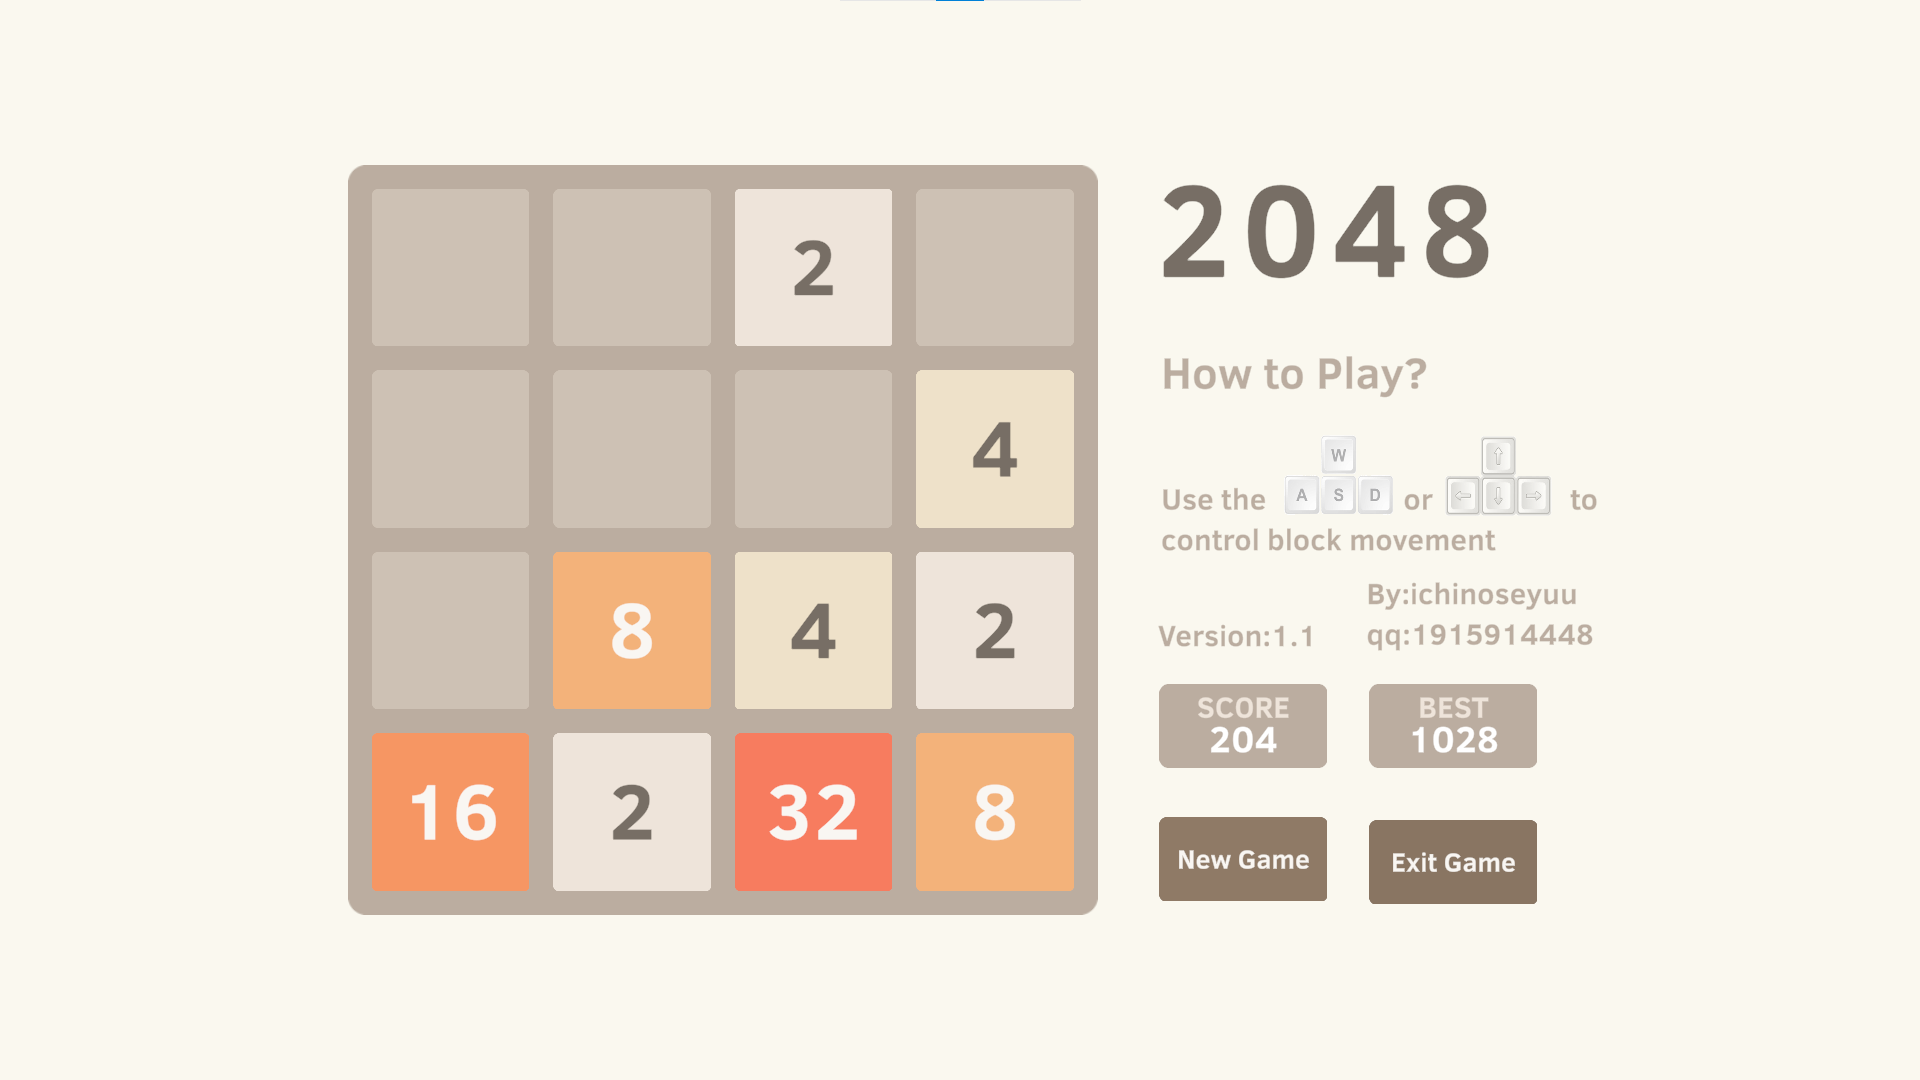 2
4
8 4 2
16 2 32 8
2048
How to Play?
W
A S D
Use the or to
control block movement
By:ichinoseyuu
Version:1.1
qq:1915914448
SCORE
204
BEST
1028
New Game
Exit Game